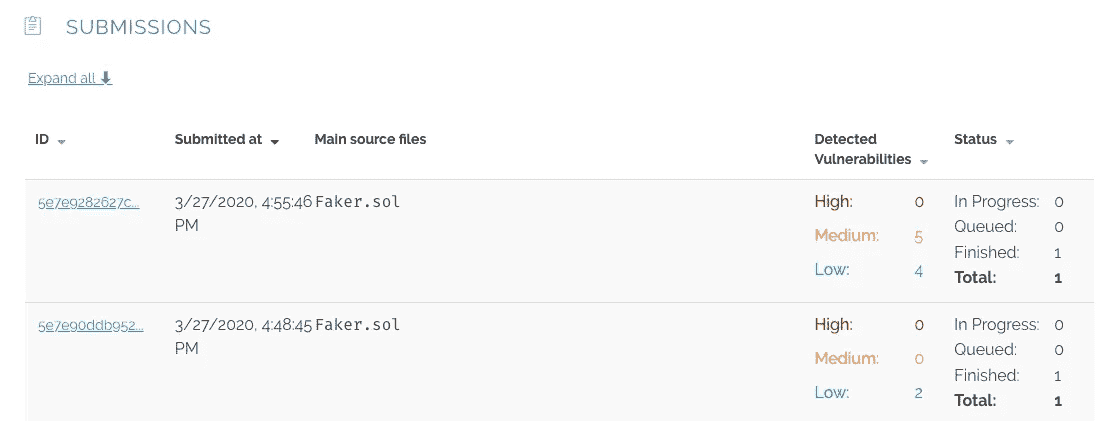 SUBMISSIONS
Expand all
ID Submitted at Main source files Detected Vulnerabilities Status
5e7e9282627c... 3/27/2020, 4:55:46 PM Faker.sol High: 0 In Progress: 0
Medium: 5 Queued: 0
Low: 4 Finished: 1
Total: 1
5e7e90ddb952... 3/27/2020, 4:48:45 PM Faker.sol High: 0 In Progress: 0
Medium: 0 Queued: 0
Low: 2 Finished: 1
Total: 1